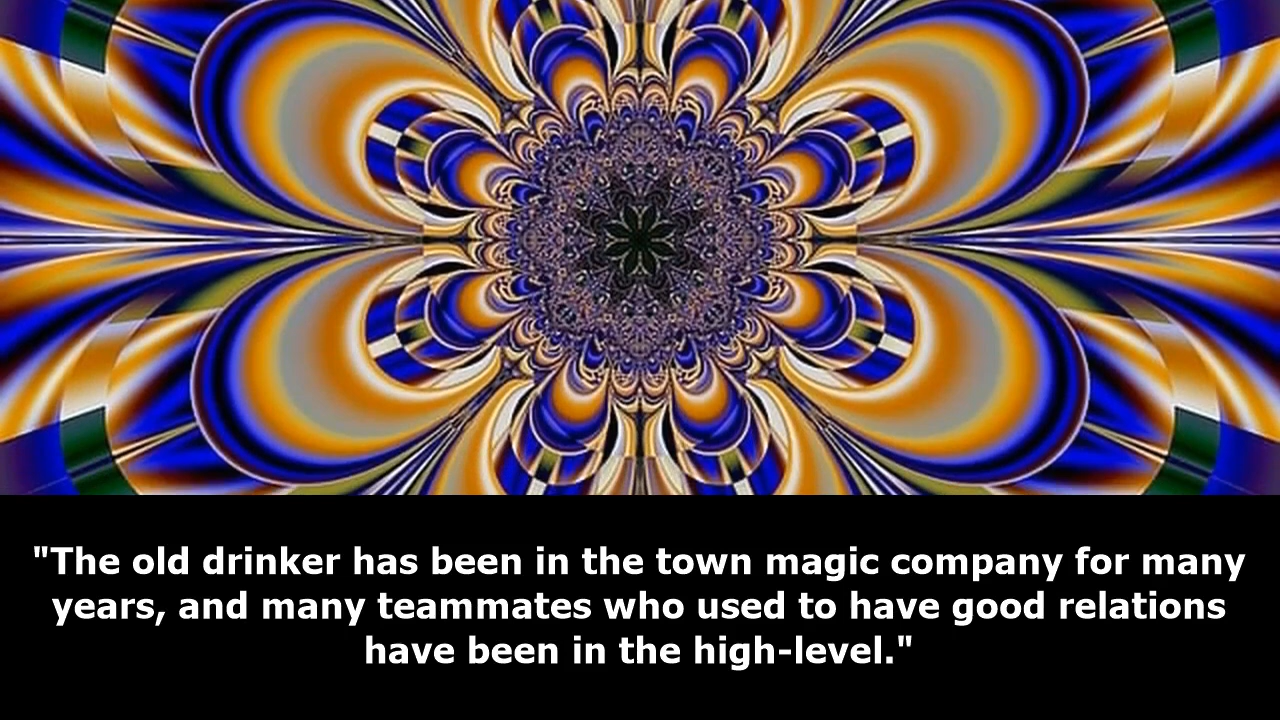 "The old drinker has been in the town magic company for many
years, and many teammates who used to have good relations
have been in the high-level."